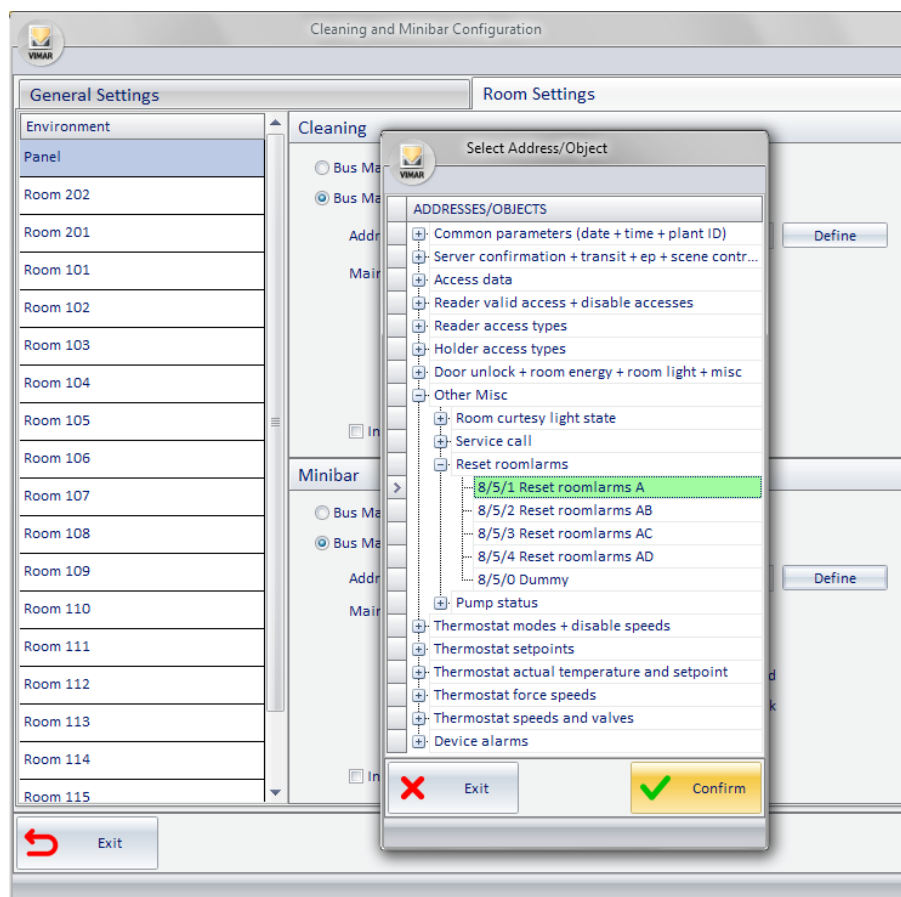 Cleaning and Minibar Configuration
VIMAR
General Settings
Room Settings
Environment
Panel
Room 202
Room 201
Room 101
Room 102
Room 103
Room 104
Room 105
Room 106
Room 107
Room 108
Room 109
Room 110
Room 111
Room 112
Room 113
Room 114
Room 115
Cleaning
Bus Ma
Bus Ma
Addr
Define
Main
In
Minibar
Bus Ma
Bus Ma
Addr
Define
Main
d
k
In
Select Address/Object
VIMAR
ADDRESSES/OBJECTS
Common parameters (date + time + plant ID)
Server confirmation + transit + ep + scene contr...
Access data
Reader valid access + disable accesses
Reader access types
Holder access types
Door unlock + room energy + room light + misc
Other Misc
Room curtesy light state
Service call
Reset roomlarms
8/5/1 Reset roomlarms A
8/5/2 Reset roomlarms AB
8/5/3 Reset roomlarms AC
8/5/4 Reset roomlarms AD
8/5/0 Dummy
Pump status
Thermostat modes + disable speeds
Thermostat setpoints
Thermostat actual temperature and setpoint
Thermostat force speeds
Thermostat speeds and valves
Device alarms
Exit
Confirm
Exit